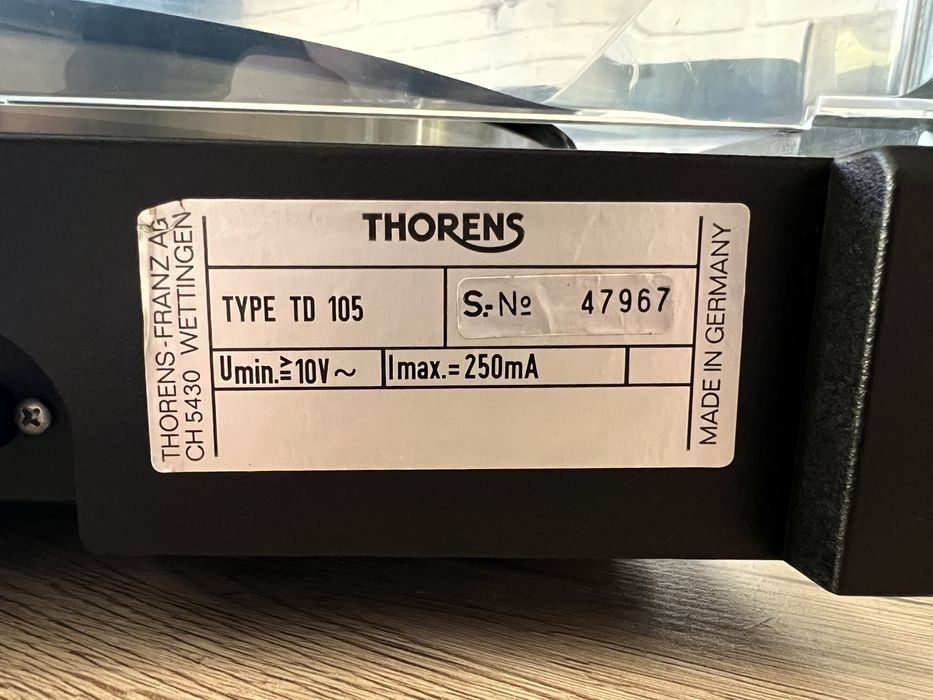 THORENS-FRANZ AG
CH 5430 WETTINGEN
THORENS
TYPE TD 105
S.-Nº 47967
Umin.≧10V~
Imax.=250mA
MADE IN GERMANY